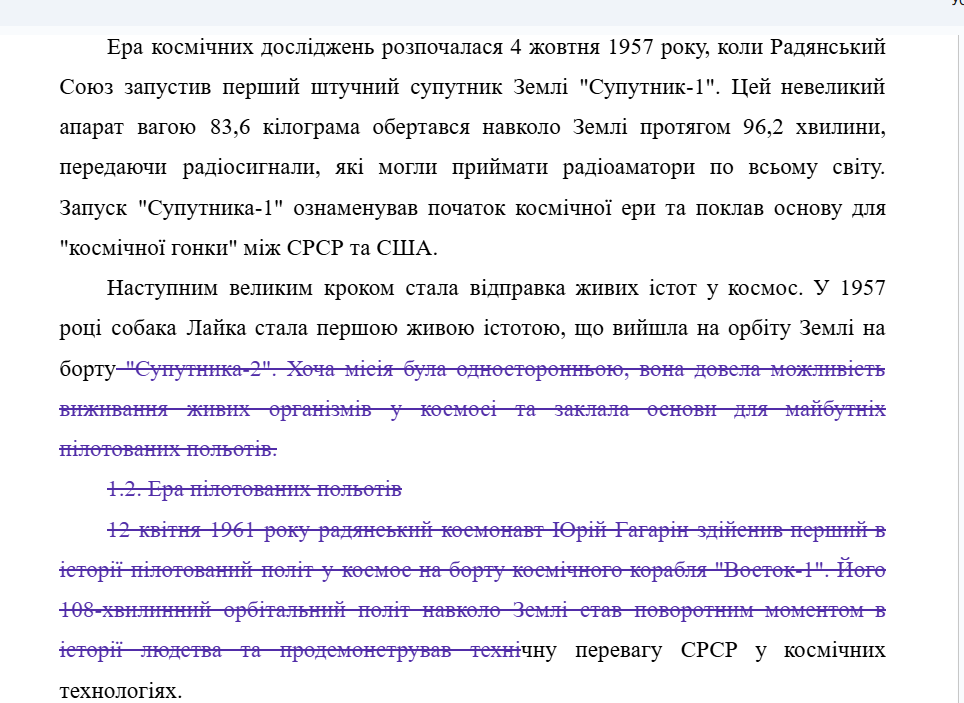 Ера космічних досліджень розпочалася 4 жовтня 1957 року, коли Радянський
Союз запустив перший штучний супутник Землі "Супутник-1". Цей невеликий
апарат вагою 83,6 кілограма обертався навколо Землі протягом 96,2 хвилини,
передаючи радіосигнали, які могли приймати радіоаматори по всьому світу.
Запуск "Супутника-1" ознаменував початок космічної ери та поклав основу для
"космічної гонки" між СРСР та США.
Наступним великим кроком стала відправка живих істот у космос. У 1957
році собака Лайка стала першою живою істотою, що вийшла на орбіту Землі на
борту "Супутника-2". Хоча місія була односторонньою, вона довела можливість
виживання живих організмів у космосі та заклала основи для майбутніх
пілотованих польотів.
1.2. Ера пілотованих польотів
12 квітня 1961 року радянський космонавт Юрій Гагарін здійснив перший в
історії пілотований політ у космос на борту космічного корабля "Восток-1". Його
108-хвилинний орбітальний політ навколо Землі став поворотним моментом в
історії людства та продемонстрував технічну перевагу СРСР у космічних
технологіях.